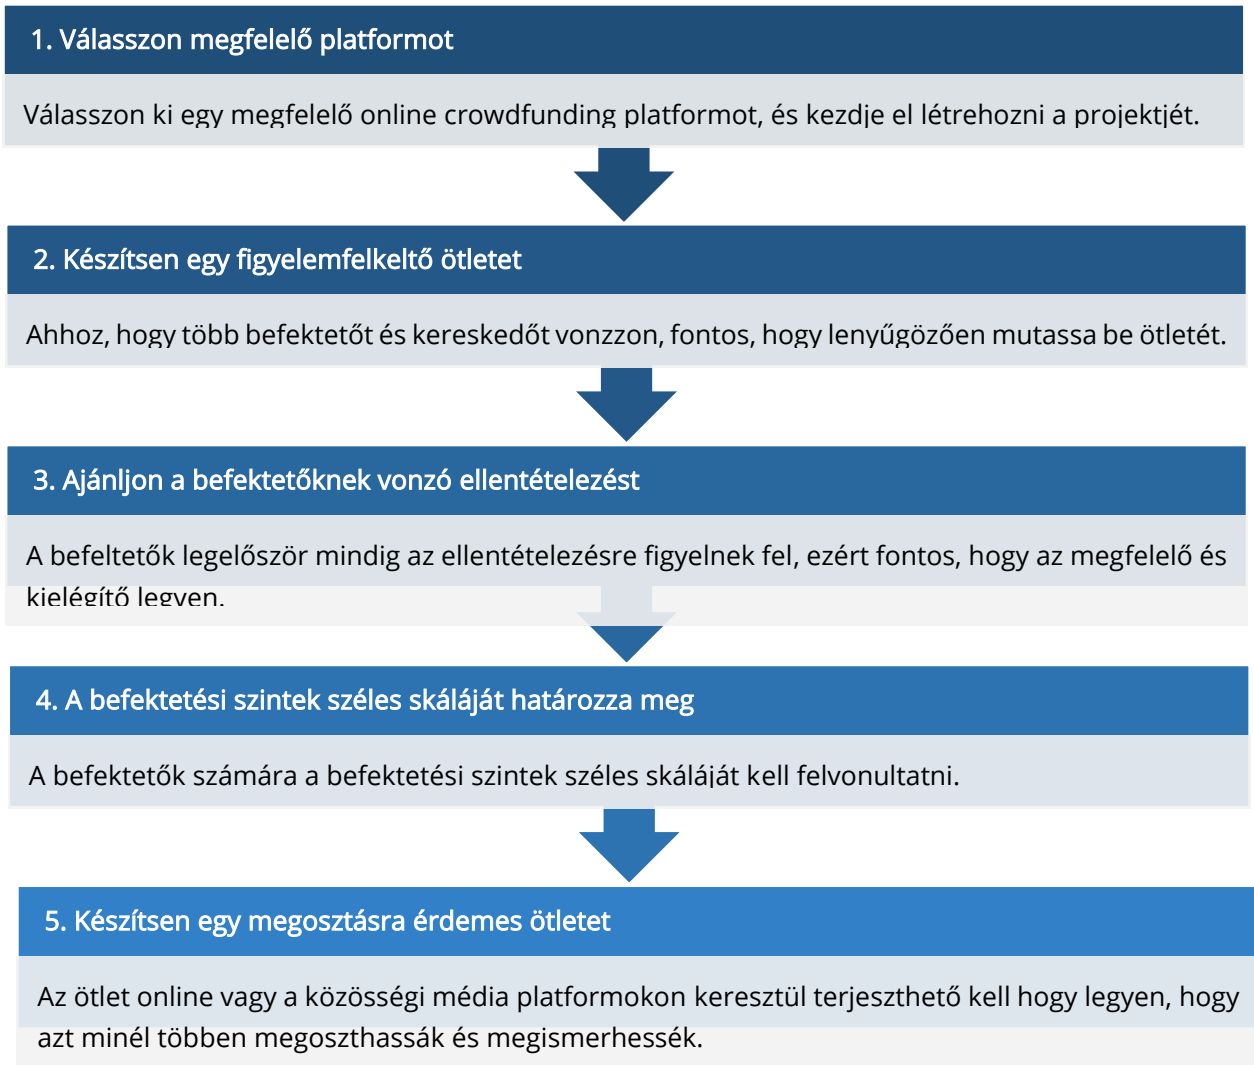 1. Válasszon megfelelő platformot
Válasszon ki egy megfelelő online crowdfunding platformot, és kezdje el létrehozni a projektjét.
2. Készítsen egy figyelemfelkeltő ötletet
Ahhoz, hogy több befektetőt és kereskedőt vonzzon, fontos, hogy lenyűgözően mutassa be ötletét.
3. Ajánljon a befektetőknek vonzó ellentételezést
A befeltetők legelőször mindig az ellentételezésre figyelnek fel, ezért fontos, hogy az megfelelő és
kielégítő legyen.
4. A befektetési szintek széles skáláját határozza meg
A befektetők számára a befektetési szintek széles skáláját kell felvonultatni.
5. Készítsen egy megosztásra érdemes ötletet
Az ötlet online vagy a közösségi média platformokon keresztül terjeszthető kell hogy legyen, hogy
azt minél többen megoszthassák és megismerhessék.